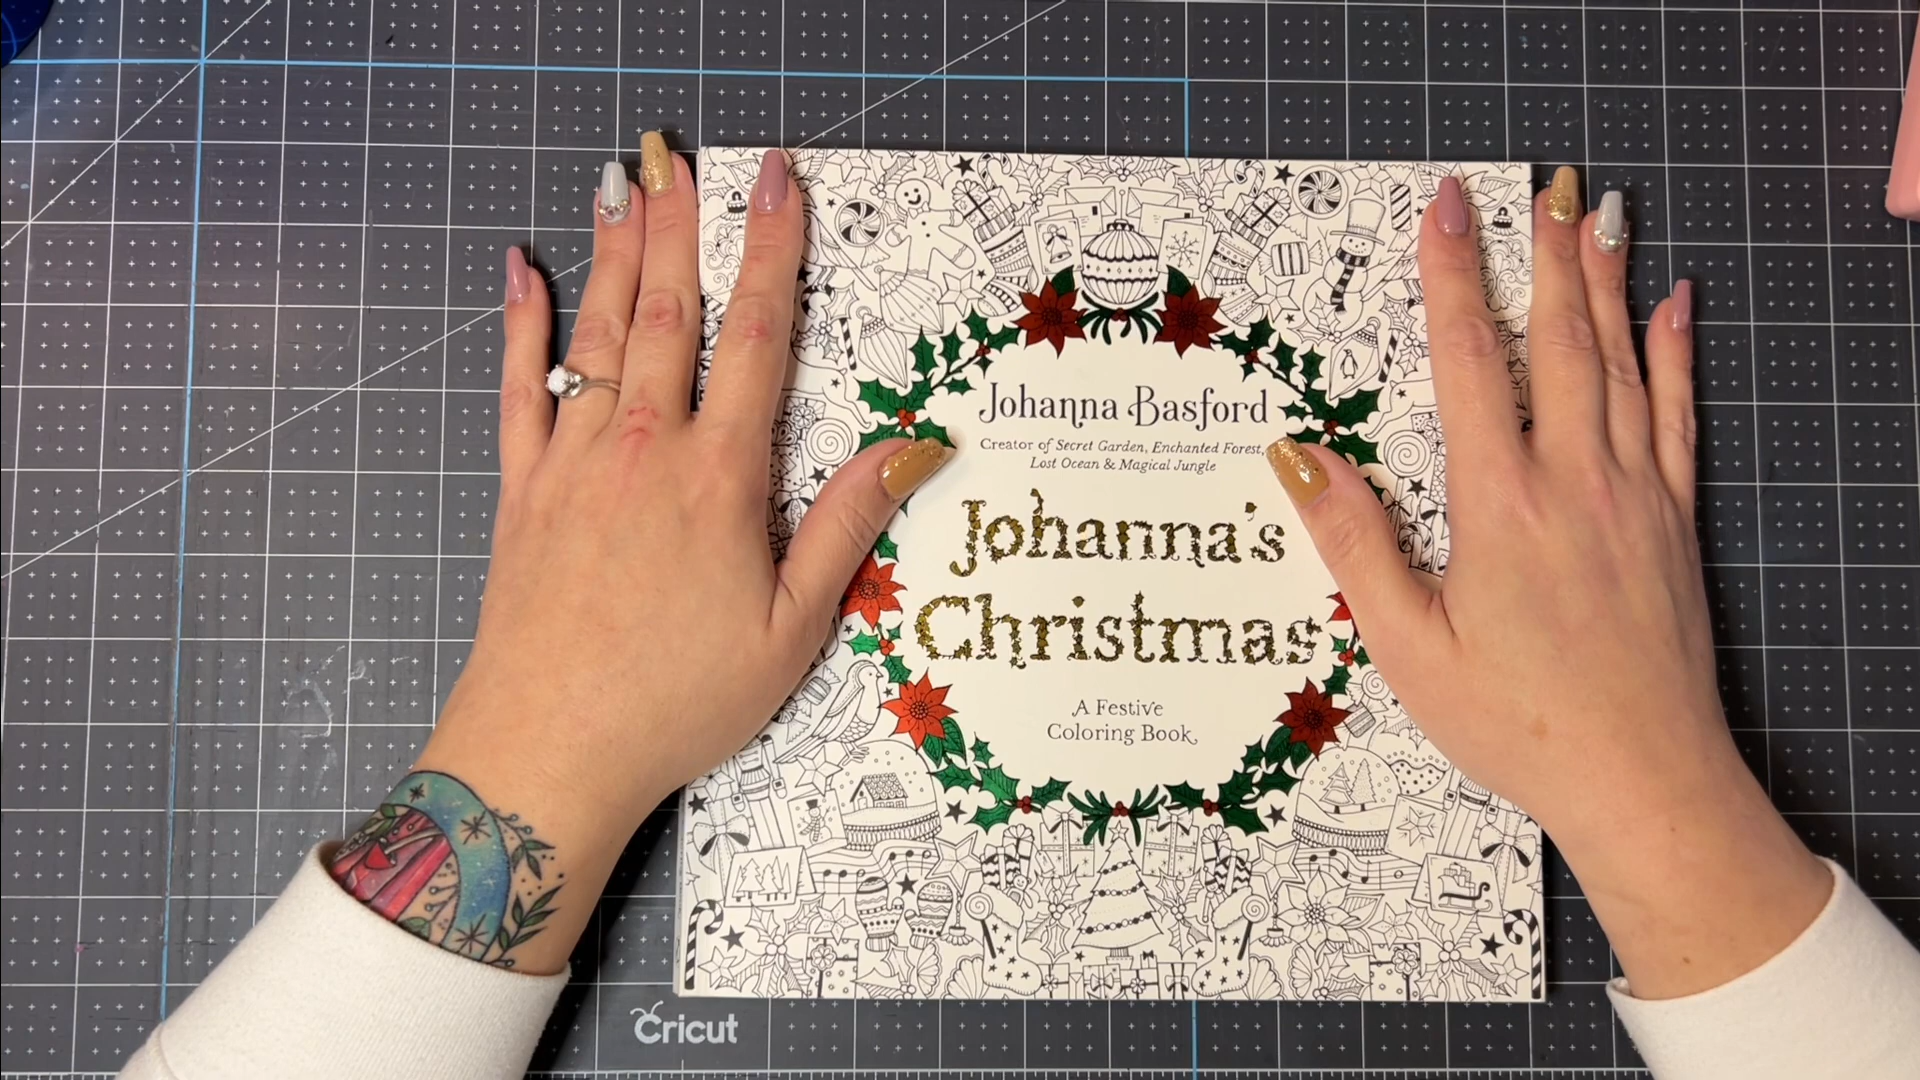 Johanna Basford
Creator of Secret Garden, Enchanted Forest,
Lost Ocean & Magical Jungle
Johanna's
Christmas
A Festive
Coloring Book
Cricut